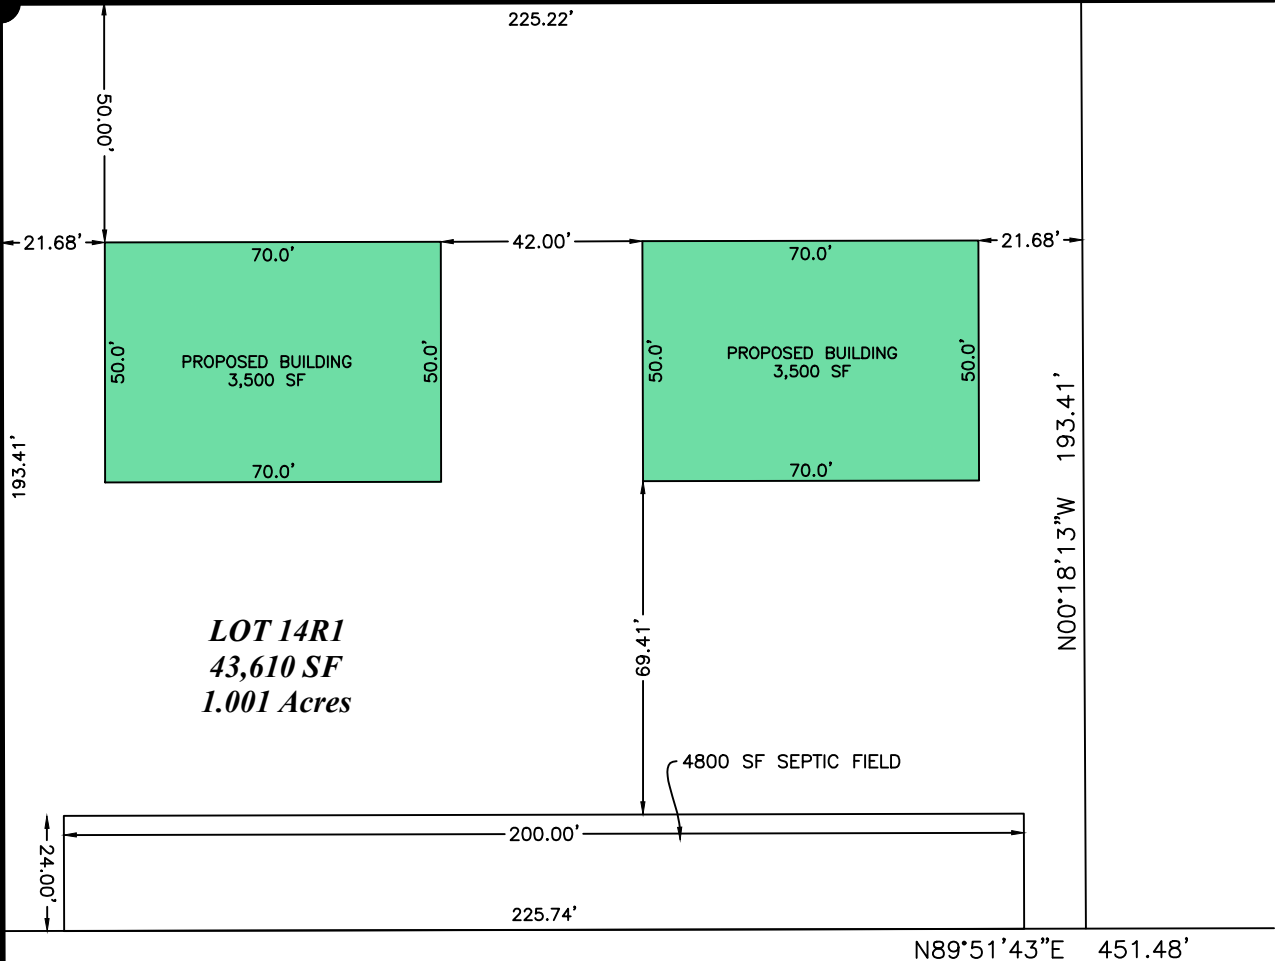 225.22'
50.00'
21.68'
70.0'
42.00'
70.0'
21.68'
50.0'
PROPOSED BUILDING
3,500 SF
50.0'
50.0'
PROPOSED BUILDING
3,500 SF
50.0'
70.0'
70.0'
193.41'
N00°18'13"W 193.41'
LOT 14R1
43,610 SF
1.001 Acres
69.41'
4800 SF SEPTIC FIELD
200.00'
24.00'
225.74'
N89°51'43"E 451.48'